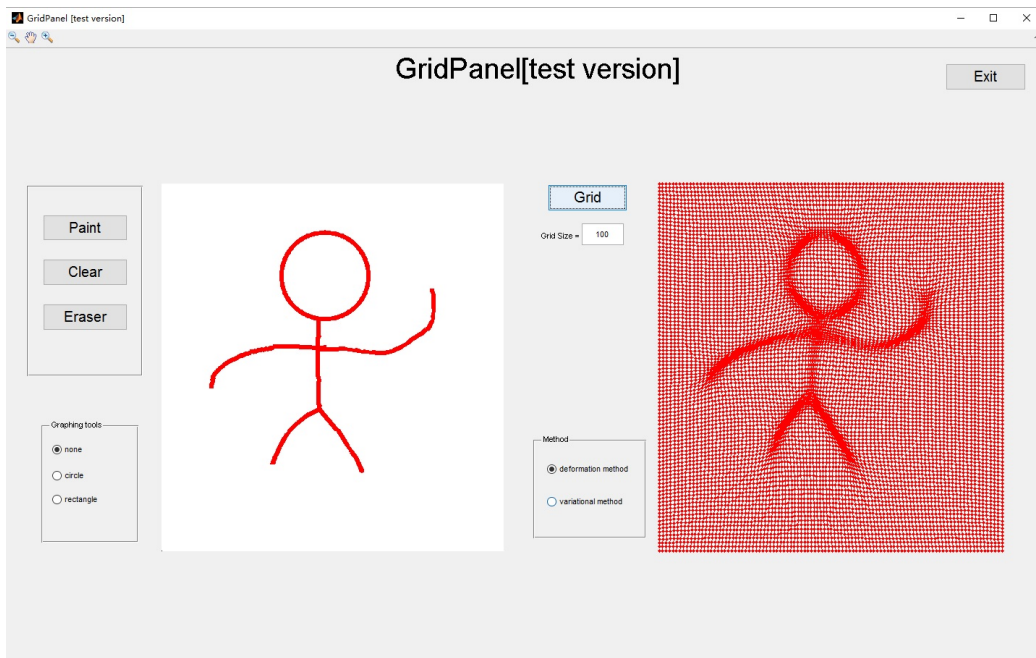 GridPanel [test version]
GridPanel[test version]
Exit
Paint
Clear
Eraser
Graphing tools
none
circle
rectangle
Grid
Grid Size = 100
Method
deformation method
variational method